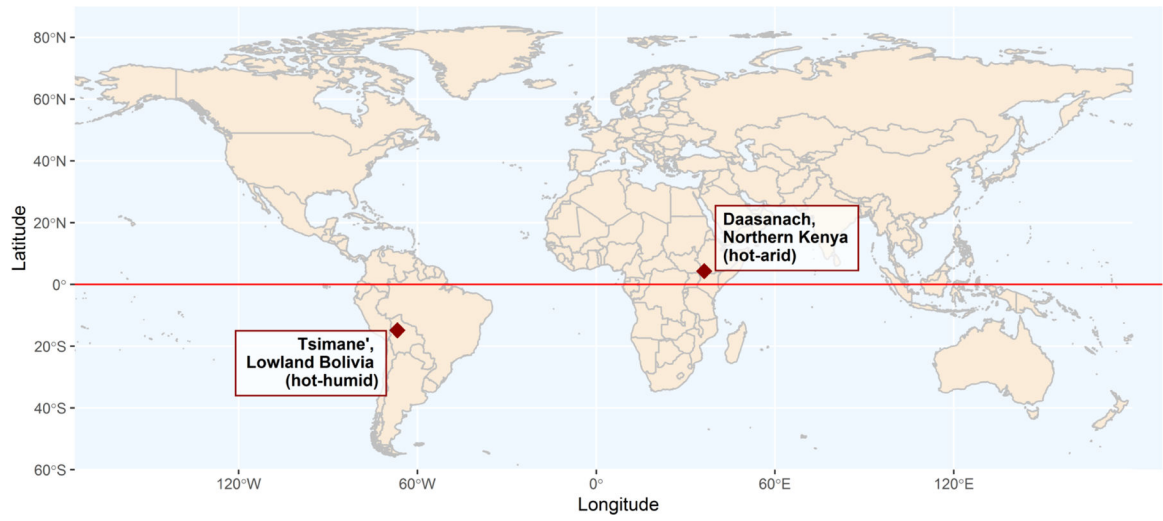 80°N
60°N
40°N
20°N
0°
20°S
40°S
60°S
Latitude
Daasanach,
Northern Kenya
(hot-arid)
Tsimane',
Lowland Bolivia
(hot-humid)
120°W
60°W
0°
60°E
120°E
Longitude